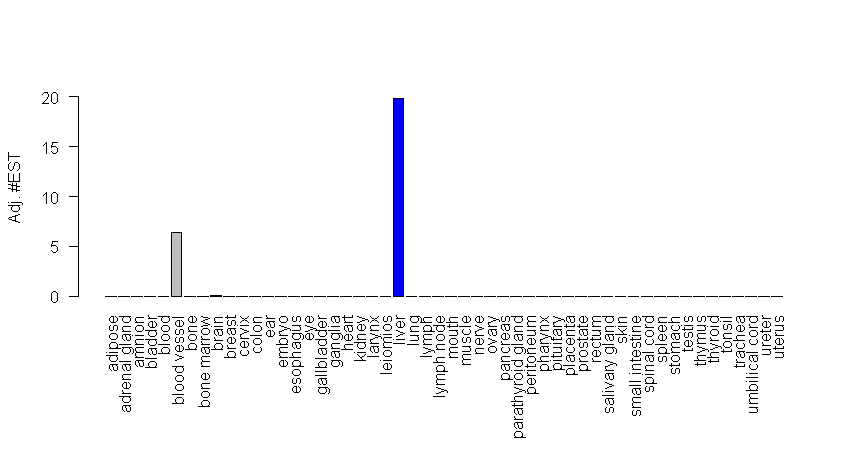 Adj. #EST
20
15
10
5
0
adipose
adrenal gland
amnion
bladder
blood
blood vessel
bone
bone marrow
brain
breast
cervix
colon
ear
embryo
esophagus
eye
gallbladder
ganglia
heart
kidney
larynx
leiomios
liver
lung
lymph
lymph node
mouth
muscle
nerve
ovary
pancreas
parathyroid gland
peritoneum
pharynx
pituitary
placenta
prostate
rectum
salivary gland
skin
small intestine
spinal cord
spleen
stomach
testis
thymus
thyroid
tonsil
trachea
umbilical cord
ureter
uterus